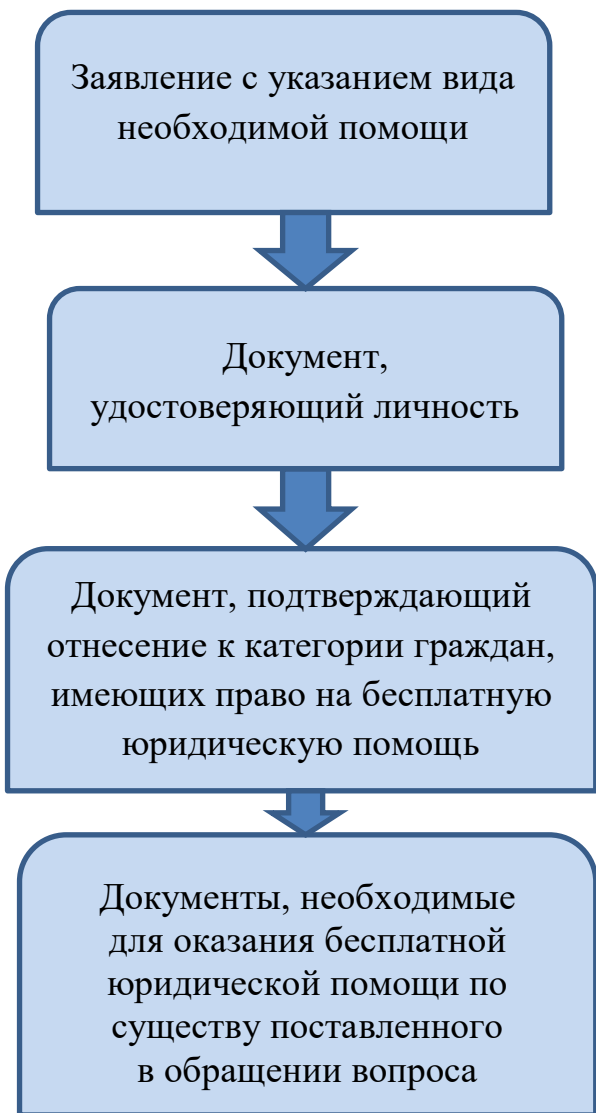 Заявление с указанием вида
необходимой помощи
Документ,
удостоверяющий личность
Документ, подтверждающий
отнесение к категории граждан,
имеющих право на бесплатную
юридическую помощь
Документы, необходимые
для оказания бесплатной
юридической помощи по
существу поставленного
в обращении вопроса